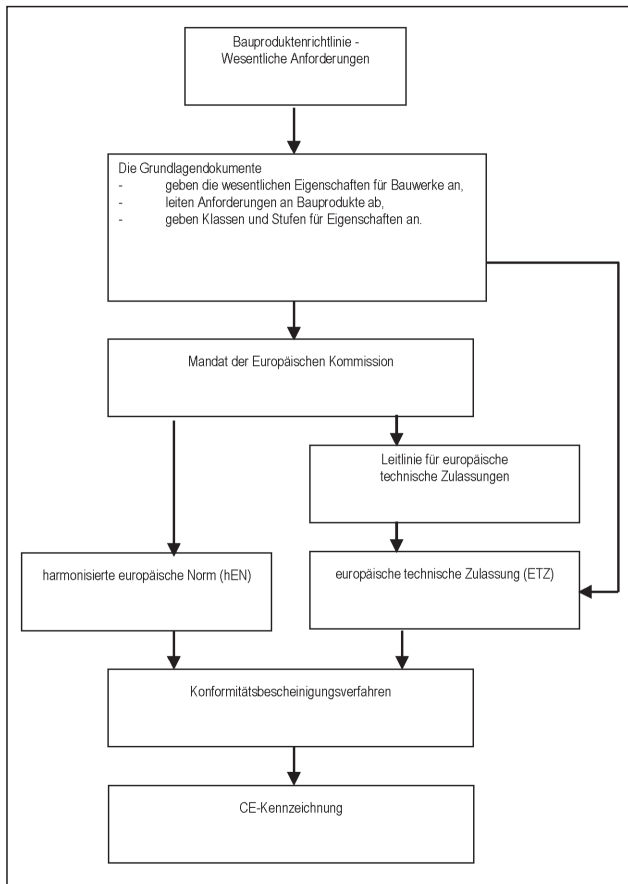 Bauproduktenrichtlinie -
Wesentliche Anforderungen
Die Grundlagendokumente
- geben die wesentlichen Eigenschaften für Bauwerke an,
- leiten Anforderungen an Bauprodukte ab,
- geben Klassen und Stufen für Eigenschaften an.
Mandat der Europäischen Kommission
Leitlinie für europäische
technische Zulassungen
harmonisierte europäische Norm (hEN)
europäische technische Zulassung (ETZ)
Konformitätsbescheinigungsverfahren
CE-Kennzeichnung